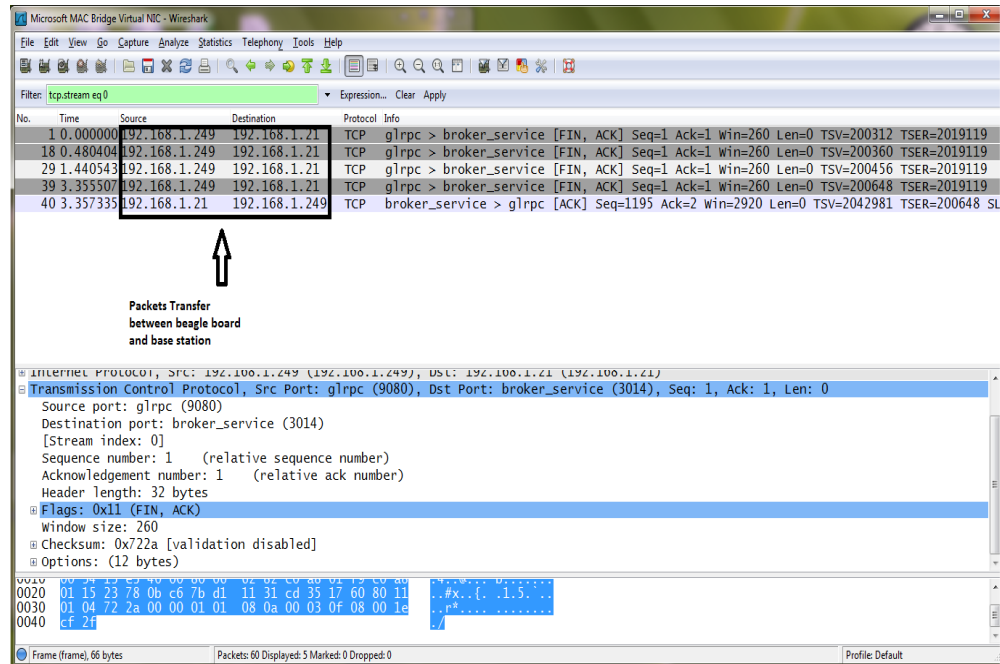 Microsoft MAC Bridge Virtual NIC - Wireshark
File Edit View Go Capture Analyze Statistics Telephony Tools Help
Filter: tcp.stream eq 0 Expression... Clear Apply
No. Time Source Destination Protocol Info
1 0.000000 192.168.1.249 192.168.1.21 TCP glrpc > broker_service [FIN, ACK] Seq=1 Ack=1 Win=260 Len=0 TSV=200312 TSER=2019119
18 0.480404 192.168.1.249 192.168.1.21 TCP glrpc > broker_service [FIN, ACK] Seq=1 Ack=1 Win=260 Len=0 TSV=200360 TSER=2019119
29 1.440543 192.168.1.249 192.168.1.21 TCP glrpc > broker_service [FIN, ACK] Seq=1 Ack=1 Win=260 Len=0 TSV=200456 TSER=2019119
39 3.355507 192.168.1.249 192.168.1.21 TCP glrpc > broker_service [FIN, ACK] Seq=1 Ack=1 Win=260 Len=0 TSV=200648 TSER=2019119
40 3.357335 192.168.1.21 192.168.1.249 TCP broker_service > glrpc [ACK] Seq=1195 Ack=2 Win=2920 Len=0 TSV=2042981 TSER=200648 SL
Packets Transfer
between beagle board
and base station
Internet Protocol, Src: 192.168.1.249 (192.168.1.249), Dst: 192.168.1.21 (192.168.1.21)
Transmission Control Protocol, Src Port: glrpc (9080), Dst Port: broker_service (3014), Seq: 1, Ack: 1, Len: 0
Source port: glrpc (9080)
Destination port: broker_service (3014)
[Stream index: 0]
Sequence number: 1 (relative sequence number)
Acknowledgement number: 1 (relative ack number)
Header length: 32 bytes
Flags: 0x11 (FIN, ACK)
Window size: 260
Checksum: 0x722a [validation disabled]
Options: (12 bytes)
0020 01 15 23 78 0b c6 7b d1 11 31 cd 35 17 60 80 11 ..#x..{. .1.5.`..
0030 01 04 72 2a 00 00 01 01 08 0a 00 03 0f 08 00 1e ..r*.... ........
0040 cf 2f ./
Frame (frame), 66 bytes Packets: 60 Displayed: 5 Marked: 0 Dropped: 0 Profile: Default